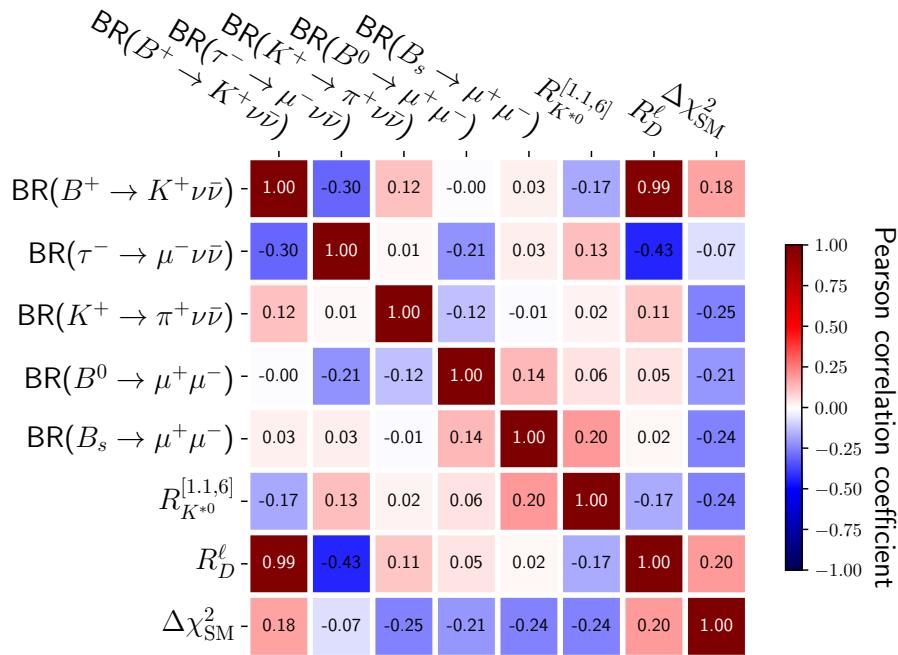 BR(B⁺ → K⁺νν̄)
BR(τ⁻ → μ⁻νν̄)
BR(K⁺ → π⁺νν̄)
BR(B⁰ → μ⁺μ⁻)
BR(B_s → μ⁺μ⁻)
R_{K*0}^{[1.1,6]}
R_D^ℓ
Δχ²_SM
BR(B⁺ → K⁺νν̄) 1.00 -0.30 0.12 -0.00 0.03 -0.17 0.99 0.18
BR(τ⁻ → μ⁻νν̄) -0.30 1.00 0.01 -0.21 0.03 0.13 -0.43 -0.07
BR(K⁺ → π⁺νν̄) 0.12 0.01 1.00 -0.12 -0.01 0.02 0.11 -0.25
BR(B⁰ → μ⁺μ⁻) -0.00 -0.21 -0.12 1.00 0.14 0.06 0.05 -0.21
BR(B_s → μ⁺μ⁻) 0.03 0.03 -0.01 0.14 1.00 0.20 0.02 -0.24
R_{K*0}^{[1.1,6]} -0.17 0.13 0.02 0.06 0.20 1.00 -0.17 -0.24
R_D^ℓ 0.99 -0.43 0.11 0.05 0.02 -0.17 1.00 0.20
Δχ²_SM 0.18 -0.07 -0.25 -0.21 -0.24 -0.24 0.20 1.00
1.00
0.75
0.50
0.25
0.00
−0.25
−0.50
−0.75
−1.00
Pearson correlation coefficient